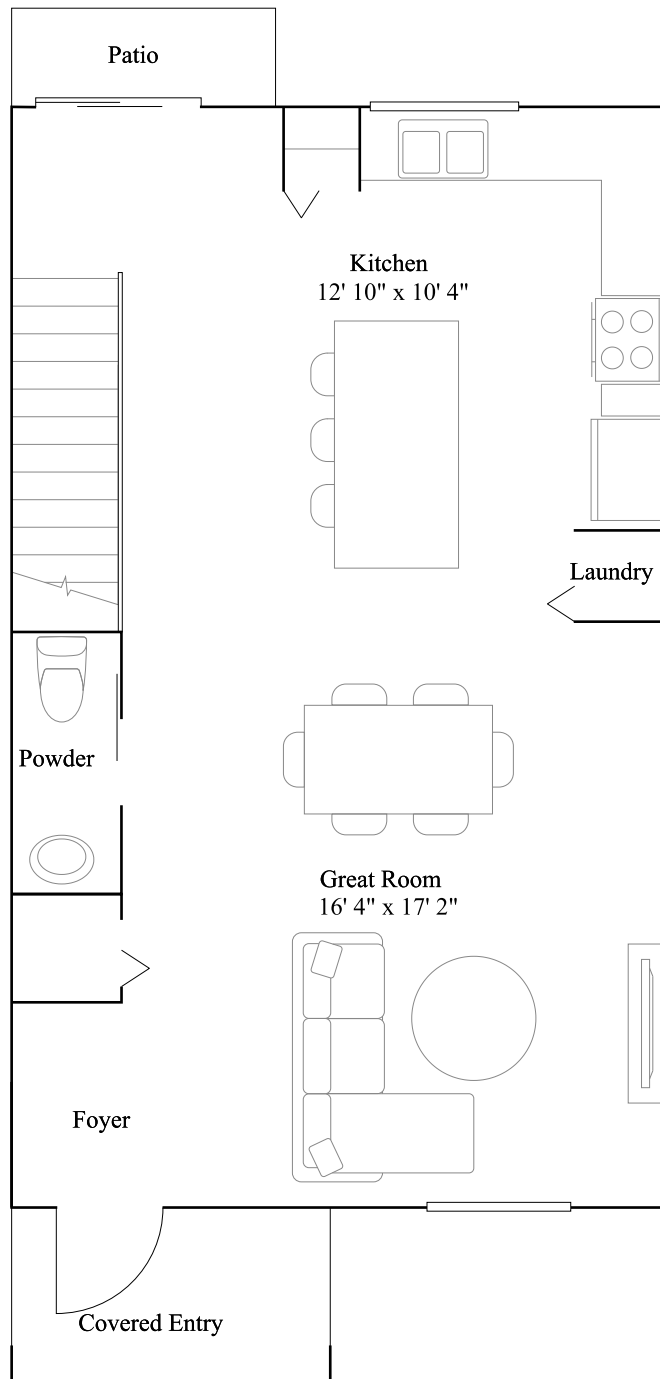 Patio
Kitchen
12' 10" x 10' 4"
Laundry
Powder
Great Room
16' 4" x 17' 2"
Foyer
Covered Entry